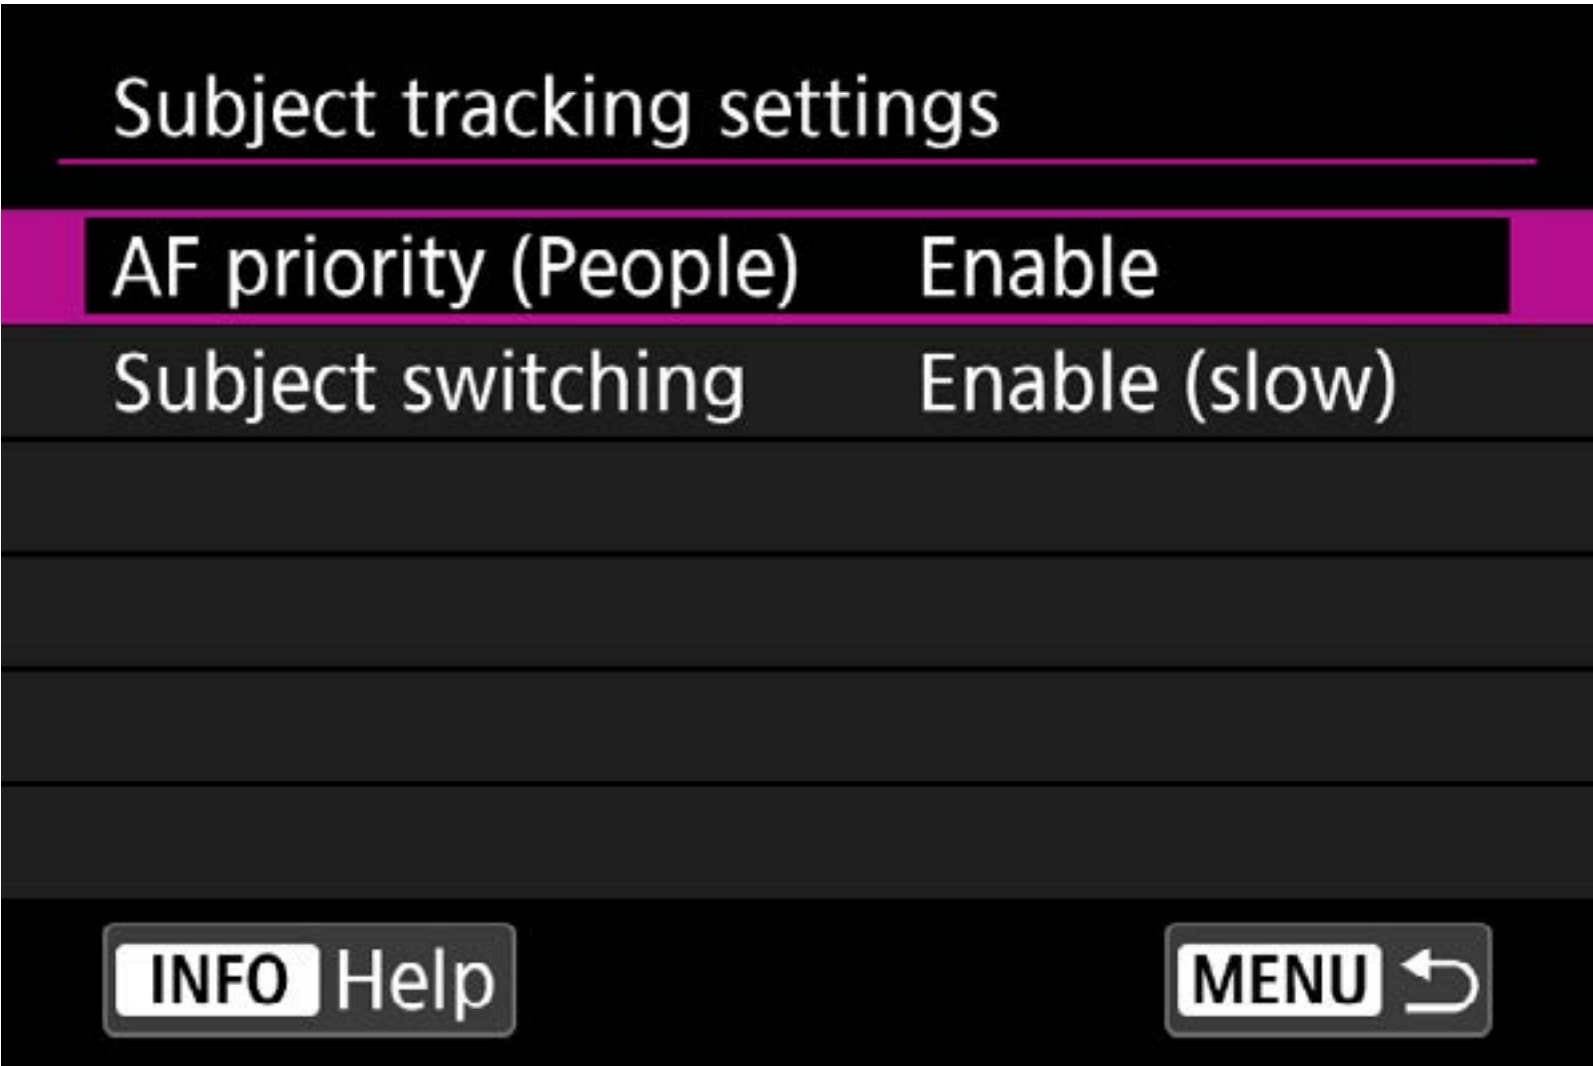 Subject tracking settings
AF priority (People) Enable
Subject switching Enable (slow)
INFO Help MENU